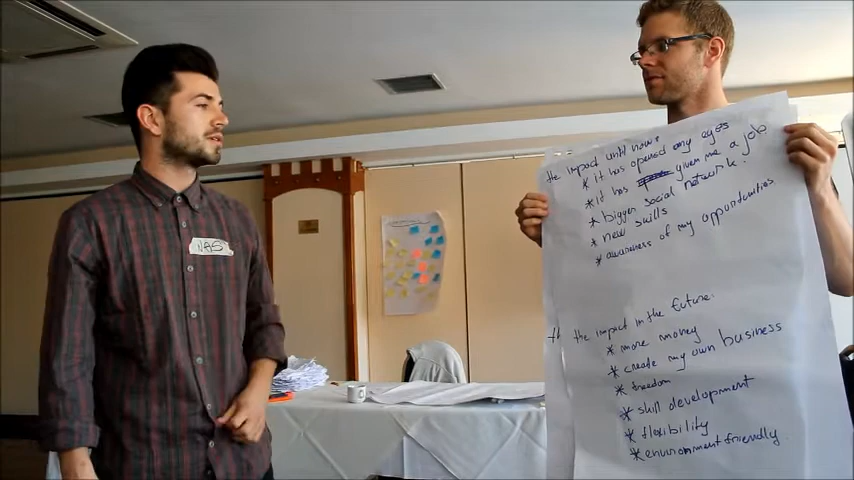 NAS
the impact until now:
* it has opened my eyes
* it has given me a job
* bigger social network.
* new skills
* awareness of my opportunities.
the impact in the future:
* more money
* create my own business
* freedom
* skill development
* flexibility
* environment friendly